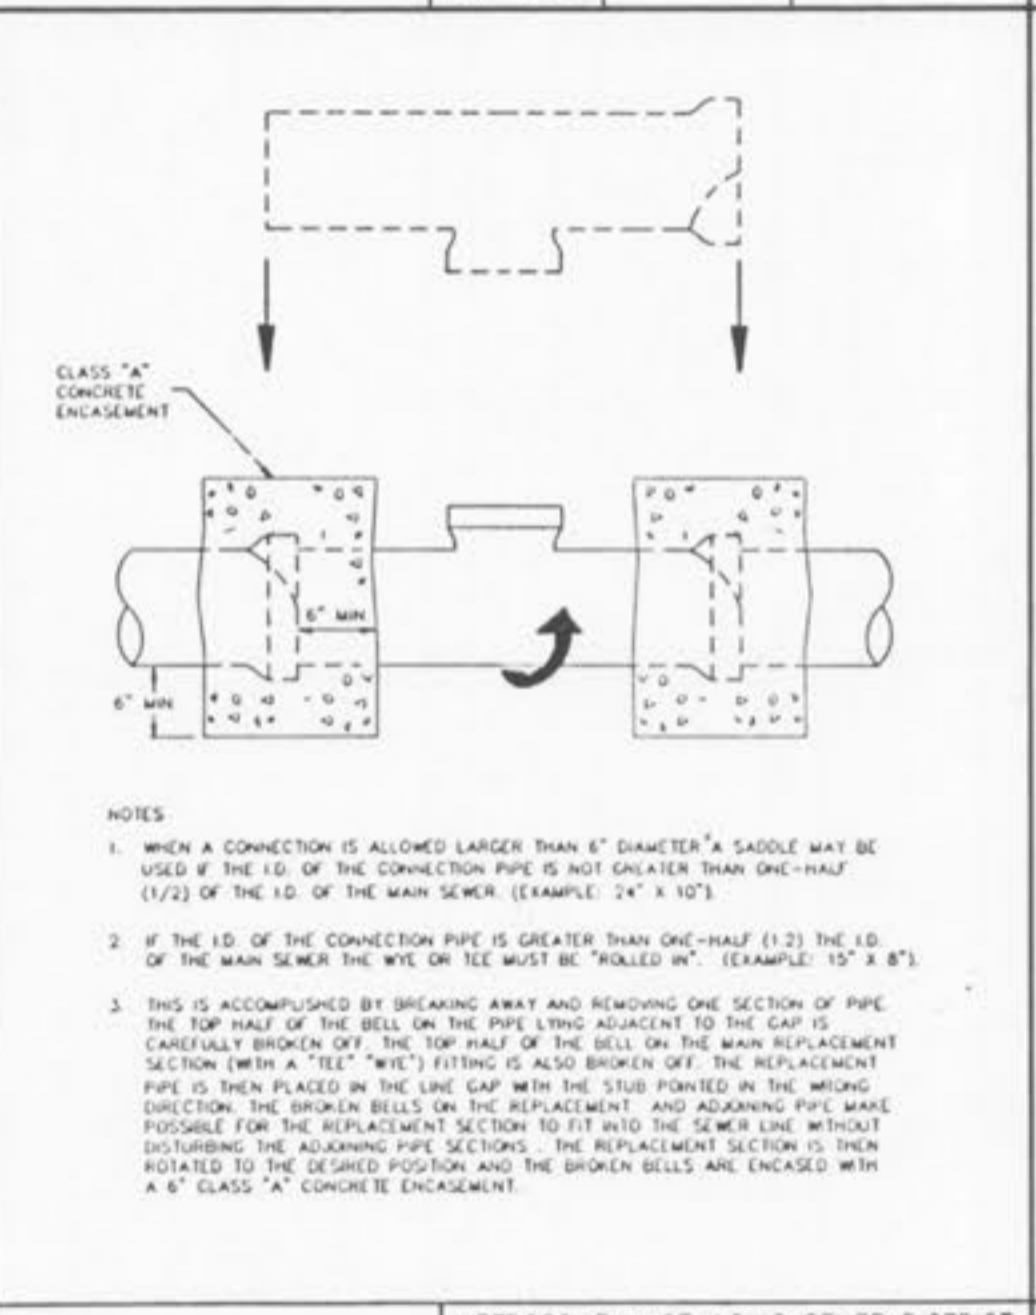 CLASS "A"
CONCRETE
ENCASEMENT
6" MIN.
6" MIN
NOTES
1. WHEN A CONNECTION IS ALLOWED LARGER THAN 6" DIAMETER "A SADDLE MAY BE
USED IF THE I.D. OF THE CONNECTION PIPE IS NOT GREATER THAN ONE-HALF
(1/2) OF THE I.D. OF THE MAIN SEWER. (EXAMPLE: 24" X 10").
2 IF THE I.D. OF THE CONNECTION PIPE IS GREATER THAN ONE-HALF (1.2) THE I.D.
OF THE MAIN SEWER THE WYE OR TEE MUST BE "ROLLED IN". (EXAMPLE: 15" X 8").
3 THIS IS ACCOMPLISHED BY BREAKING AWAY AND REMOVING ONE SECTION OF PIPE.
THE TOP HALF OF THE BELL ON THE PIPE LYING ADJACENT TO THE GAP IS
CAREFULLY BROKEN OFF. THE TOP HALF OF THE BELL ON THE MAIN REPLACEMENT
SECTION (WITH A "TEE" "WYE") FITTING IS ALSO BROKEN OFF. THE REPLACEMENT
PIPE IS THEN PLACED IN THE LINE GAP WITH THE STUB POINTED IN THE WRONG
DIRECTION. THE BROKEN BELLS ON THE REPLACEMENT AND ADJOINING PIPE MAKE
POSSIBLE FOR THE REPLACEMENT SECTION TO FIT INTO THE SEWER LINE WITHOUT
DISTURBING THE ADJOINING PIPE SECTIONS . THE REPLACEMENT SECTION IS THEN
ROTATED TO THE DESIRED POSITION AND THE BROKEN BELLS ARE ENCASED WITH
A 6" CLASS "A" CONCRETE ENCASEMENT.